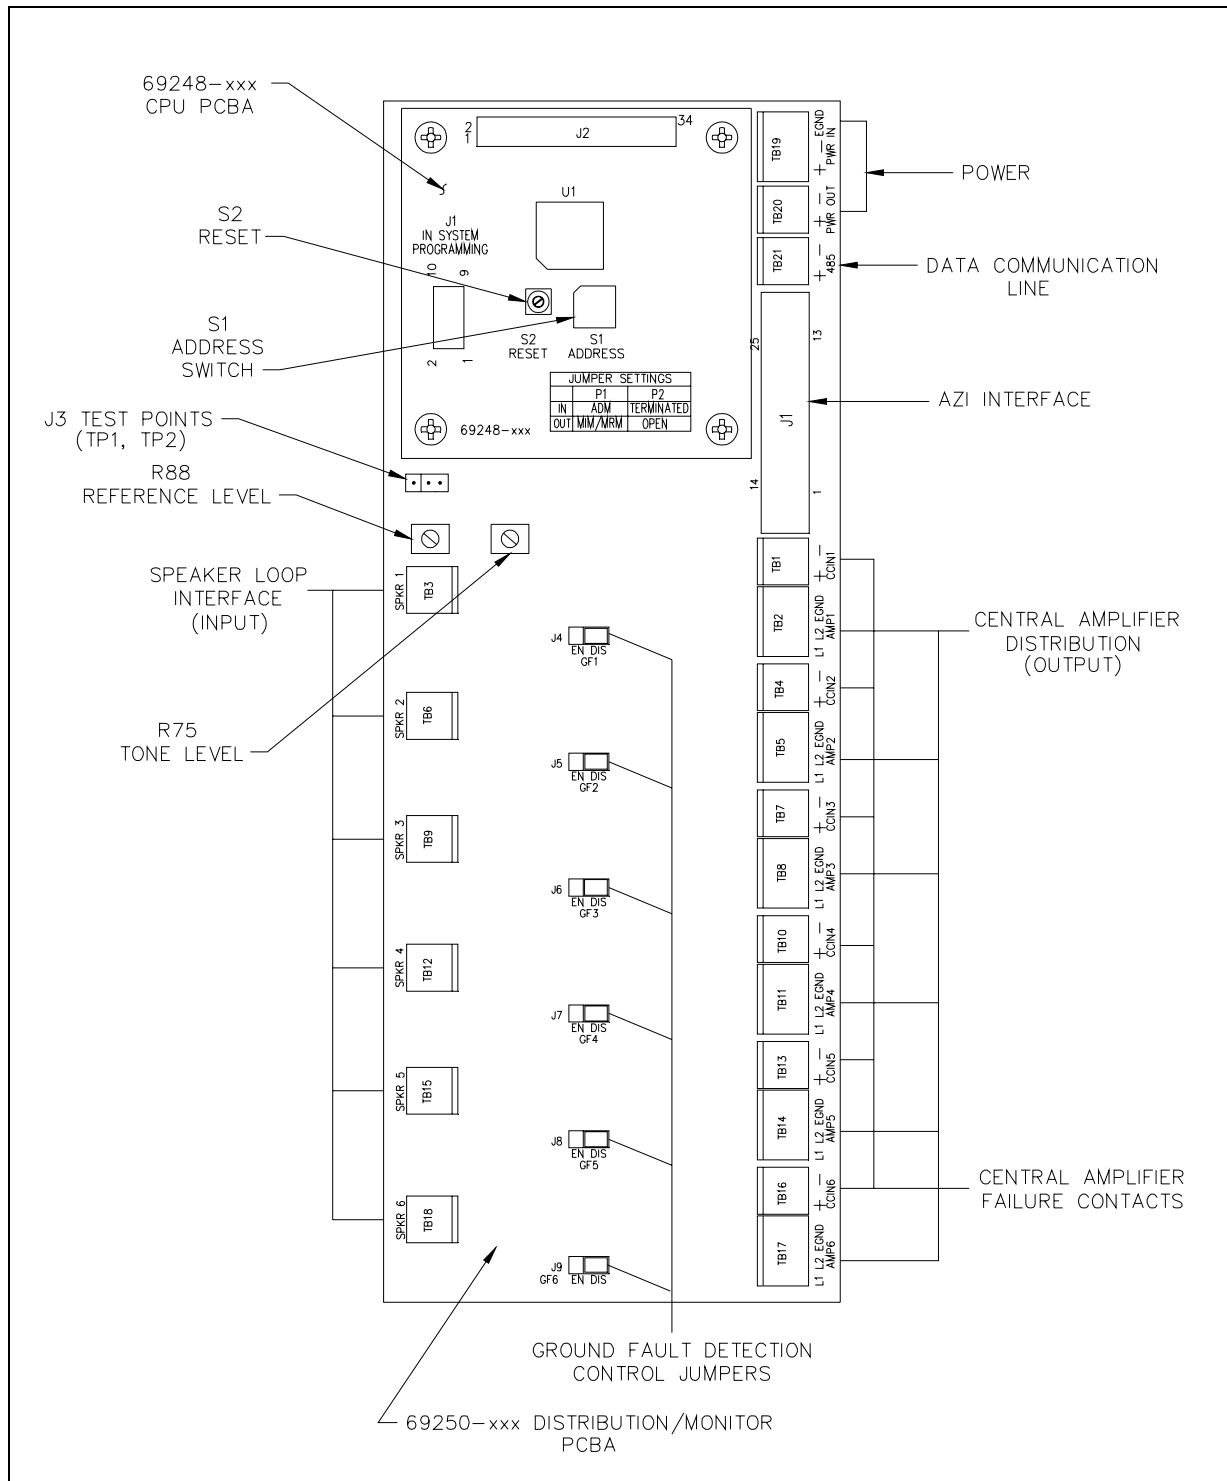 69248-xxx
CPU PCBA
2
1
J2
34
U1
S2
RESET
J1
IN SYSTEM
PROGRAMMING
10
9
2
1
S1
ADDRESS
SWITCH
S2
RESET
S1
ADDRESS
JUMPER SETTINGS
P1 P2
IN ADM TERMINATED
OUT MIM/MRM OPEN
69248-xxx
TB19
+ - EGND
PWR IN
TB20
+ -
PWR OUT
POWER
TB21
+ -
485
DATA COMMUNICATION
LINE
25
13
J1
14
1
AZI INTERFACE
J3 TEST POINTS
(TP1, TP2)
R88
REFERENCE LEVEL
SPEAKER LOOP
INTERFACE
(INPUT)
R75
TONE LEVEL
SPKR 1
TB3
SPKR 2
TB6
SPKR 3
TB9
SPKR 4
TB12
SPKR 5
TB15
SPKR 6
TB18
J4
EN DIS
GF1
J5
EN DIS
GF2
J6
EN DIS
GF3
J7
EN DIS
GF4
J8
EN DIS
GF5
J9
GF6 EN DIS
TB1
+ -
CCIN1
TB2
L1 L2 EGND
AMP1
TB4
+ -
CCIN2
TB5
L1 L2 EGND
AMP2
TB7
+ -
CCIN3
TB8
L1 L2 EGND
AMP3
TB10
+ -
CCIN4
TB11
L1 L2 EGND
AMP4
TB13
+ -
CCIN5
TB14
L1 L2 EGND
AMP5
TB16
+ -
CCIN6
TB17
L1 L2 EGND
AMP6
CENTRAL AMPLIFIER
DISTRIBUTION
(OUTPUT)
CENTRAL AMPLIFIER
FAILURE CONTACTS
GROUND FAULT DETECTION
CONTROL JUMPERS
69250-xxx DISTRIBUTION/MONITOR
PCBA